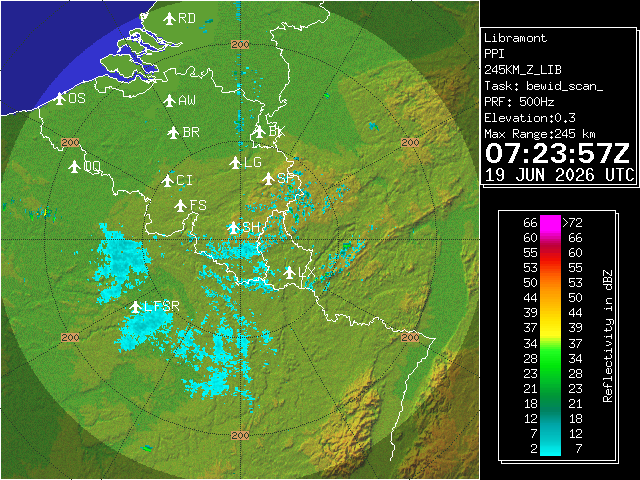 RD
200
OS
AW
BR
BK
200
200
OO
LG
CI
SP
FS
SH
LX
LFSR
200
200
200
Libramont
PPI
245KM_Z_LIB
Task: bewid_scan_
PRF: 500Hz
Elevation:0.3
Max Range:245 km
07:23:57Z
19 JUN 2026 UTC
66 >72
60 66
55 60
53 55
50 53
44 50
39 44
37 39
34 37
28 34
23 28
21 23
18 21
12 18
7 12
2 7
Reflectivity in dBZ